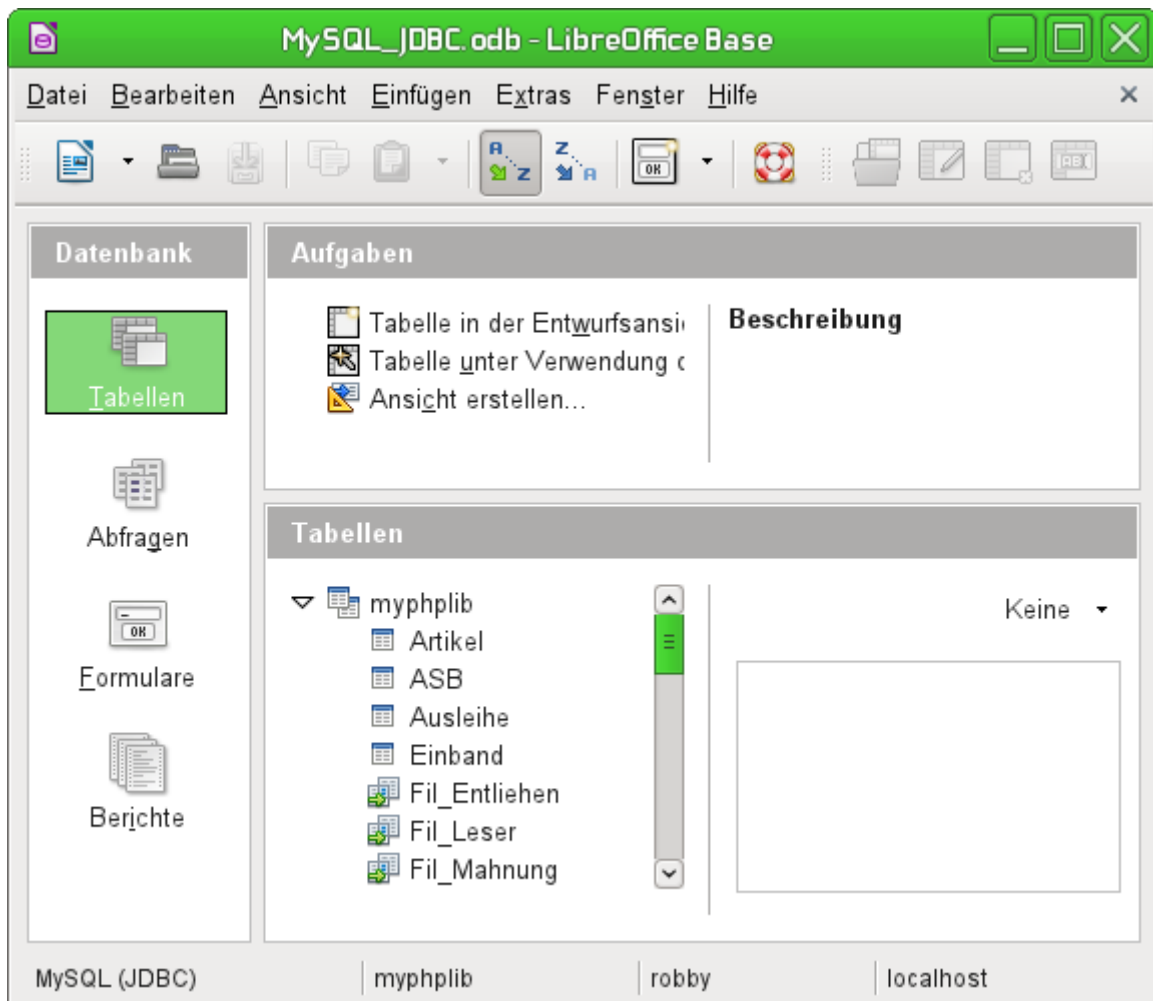 MySQL_JDBC.odb - LibreOffice Base
Datei Bearbeiten Ansicht Einfügen Extras Fenster Hilfe
Datenbank
Tabellen
Abfragen
Formulare
Berichte
Aufgaben
Tabelle in der Entwurfsansi
Tabelle unter Verwendung d
Ansicht erstellen...
Beschreibung
Tabellen
myphplib
Artikel
ASB
Ausleihe
Einband
Fil_Entliehen
Fil_Leser
Fil_Mahnung
Keine
MySQL (JDBC) myphplib robby localhost